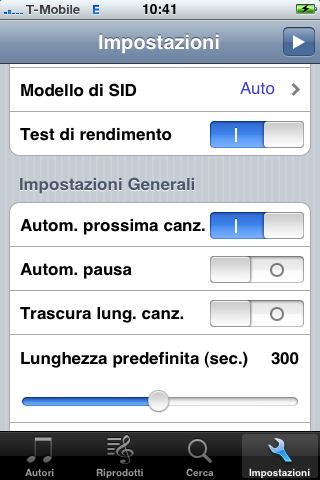 T-Mobile E 10:41
Impostazioni
Modello di SID Auto
Test di rendimento
Impostazioni Generali
Autom. prossima canz.
Autom. pausa
Trascura lung. canz.
Lunghezza predefinita (sec.) 300
Autori Riprodotti Cerca Impostazioni